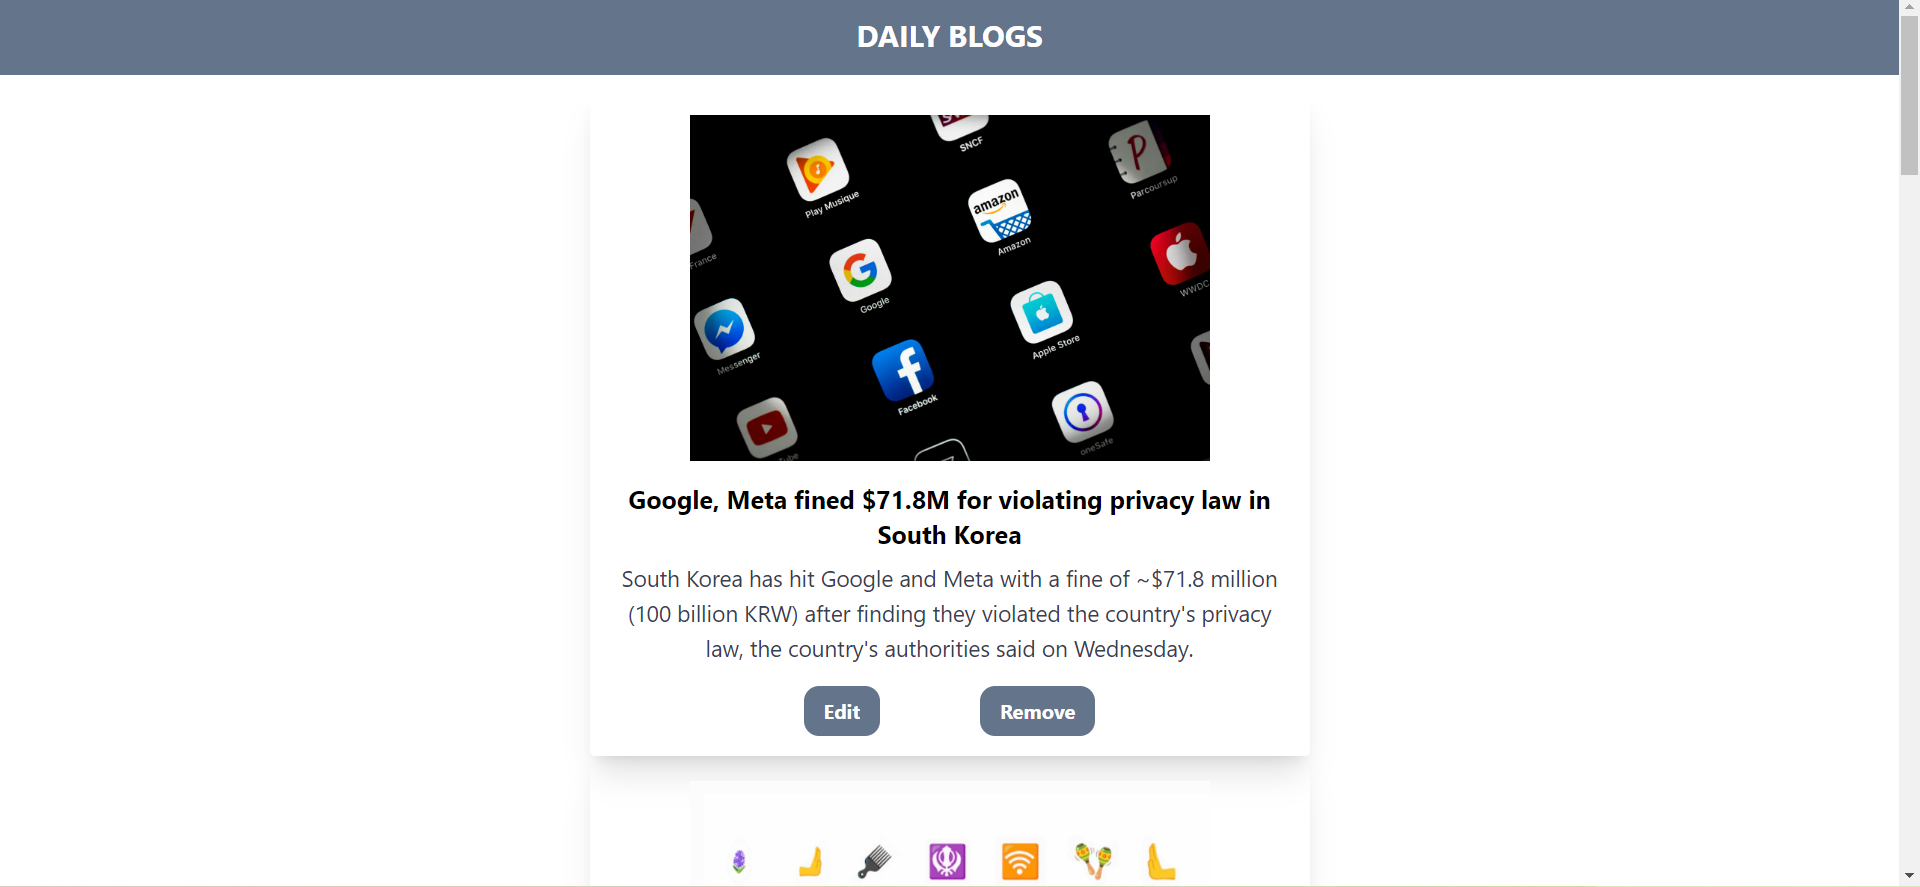 DAILY BLOGS
SNCF
Play Musique
Parcoursup
amazon
Amazon
France
Google
WWDC
Messenger
Apple Store
Facebook
oneSafe
Google, Meta fined $71.8M for violating privacy law in
South Korea
South Korea has hit Google and Meta with a fine of ~$71.8 million
(100 billion KRW) after finding they violated the country's privacy
law, the country's authorities said on Wednesday.
Edit
Remove